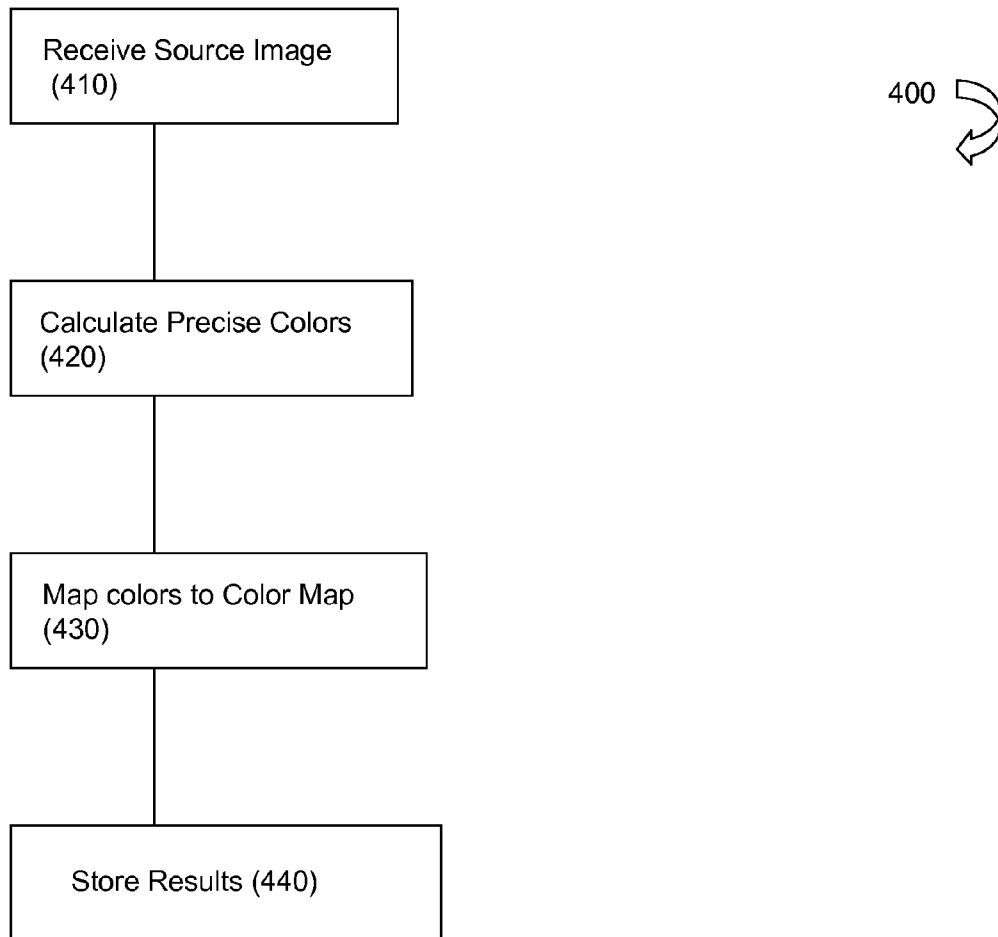 Receive Source Image
(410)
400
Calculate Precise Colors
(420)
Map colors to Color Map
(430)
Store Results (440)